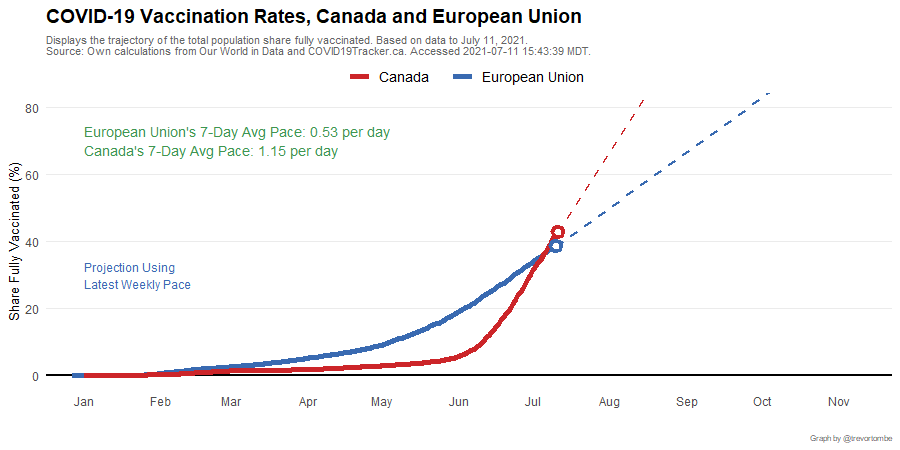 COVID-19 Vaccination Rates, Canada and European Union
Displays the trajectory of the total population share fully vaccinated. Based on data to July 11, 2021.
Source: Own calculations from Our World in Data and COVID19Tracker.ca. Accessed 2021-07-11 15:43:39 MDT.
Canada
European Union
Share Fully Vaccinated (%)
80
60
40
20
0
European Union's 7-Day Avg Pace: 0.53 per day
Canada's 7-Day Avg Pace: 1.15 per day
Projection Using
Latest Weekly Pace
Jan
Feb
Mar
Apr
May
Jun
Jul
Aug
Sep
Oct
Nov
Graph by @trevortombe